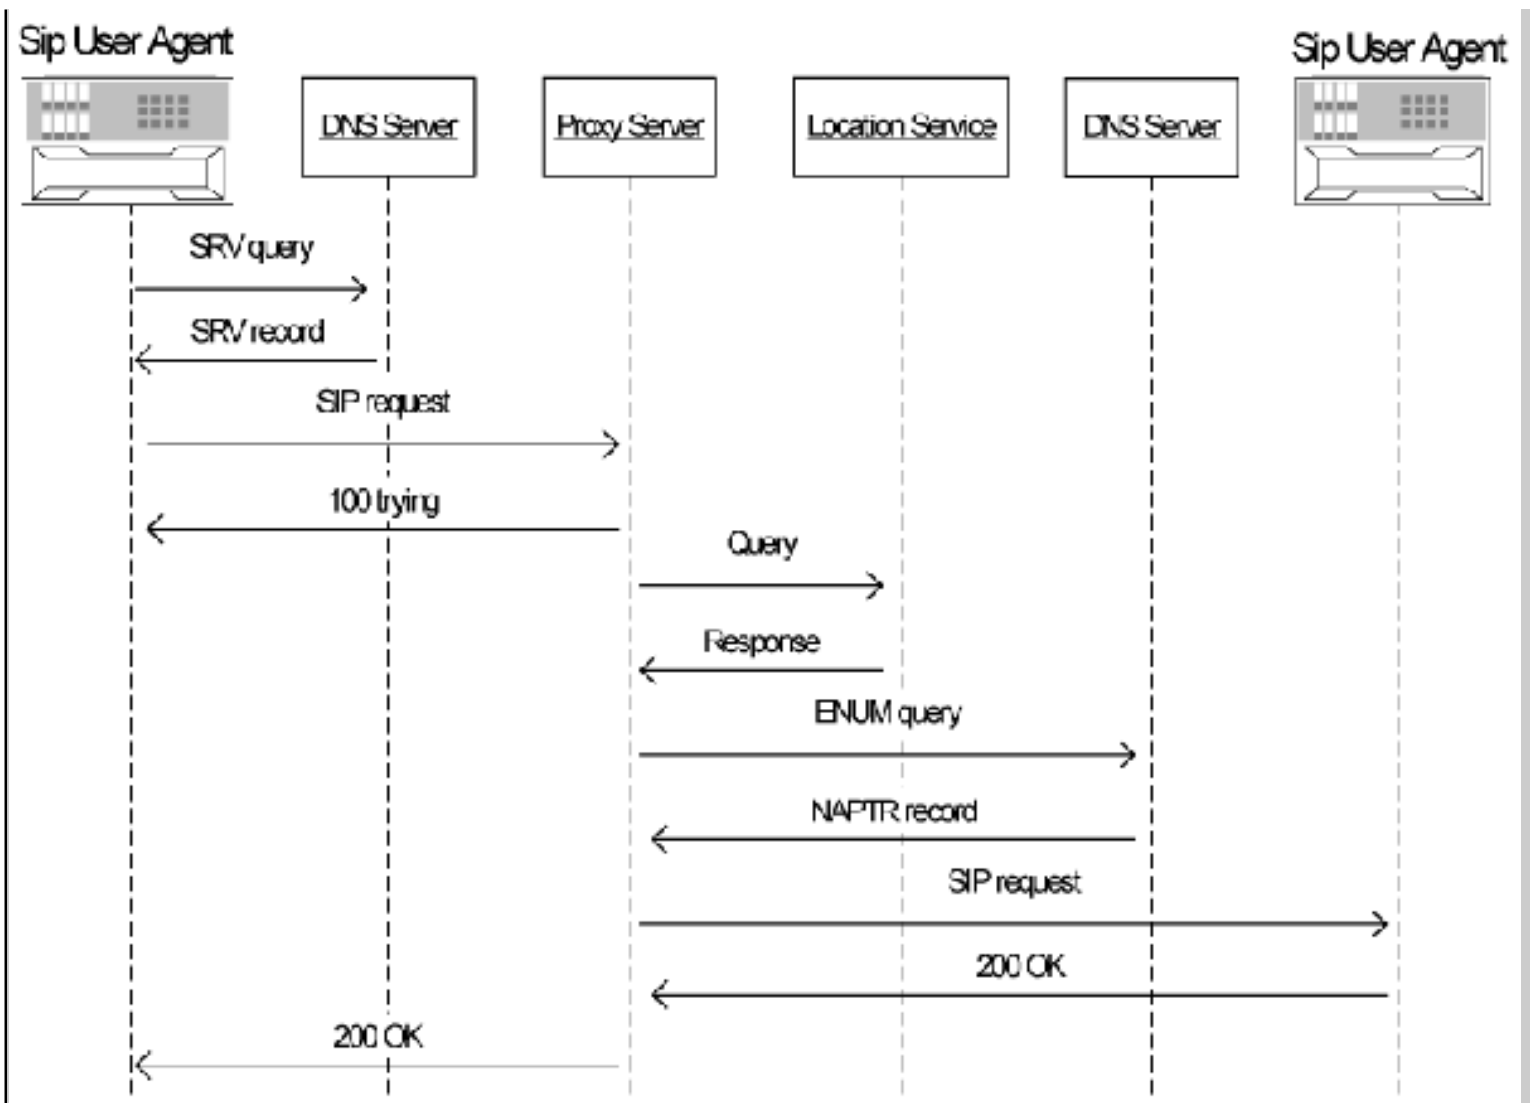 Sip User Agent
Sip User Agent
DNS Server
Proxy Server
Location Service
DNS Server
SRV query
SRV record
SIP request
100 trying
Query
Response
ENUM query
NAPTR record
SIP request
200 OK
200 OK